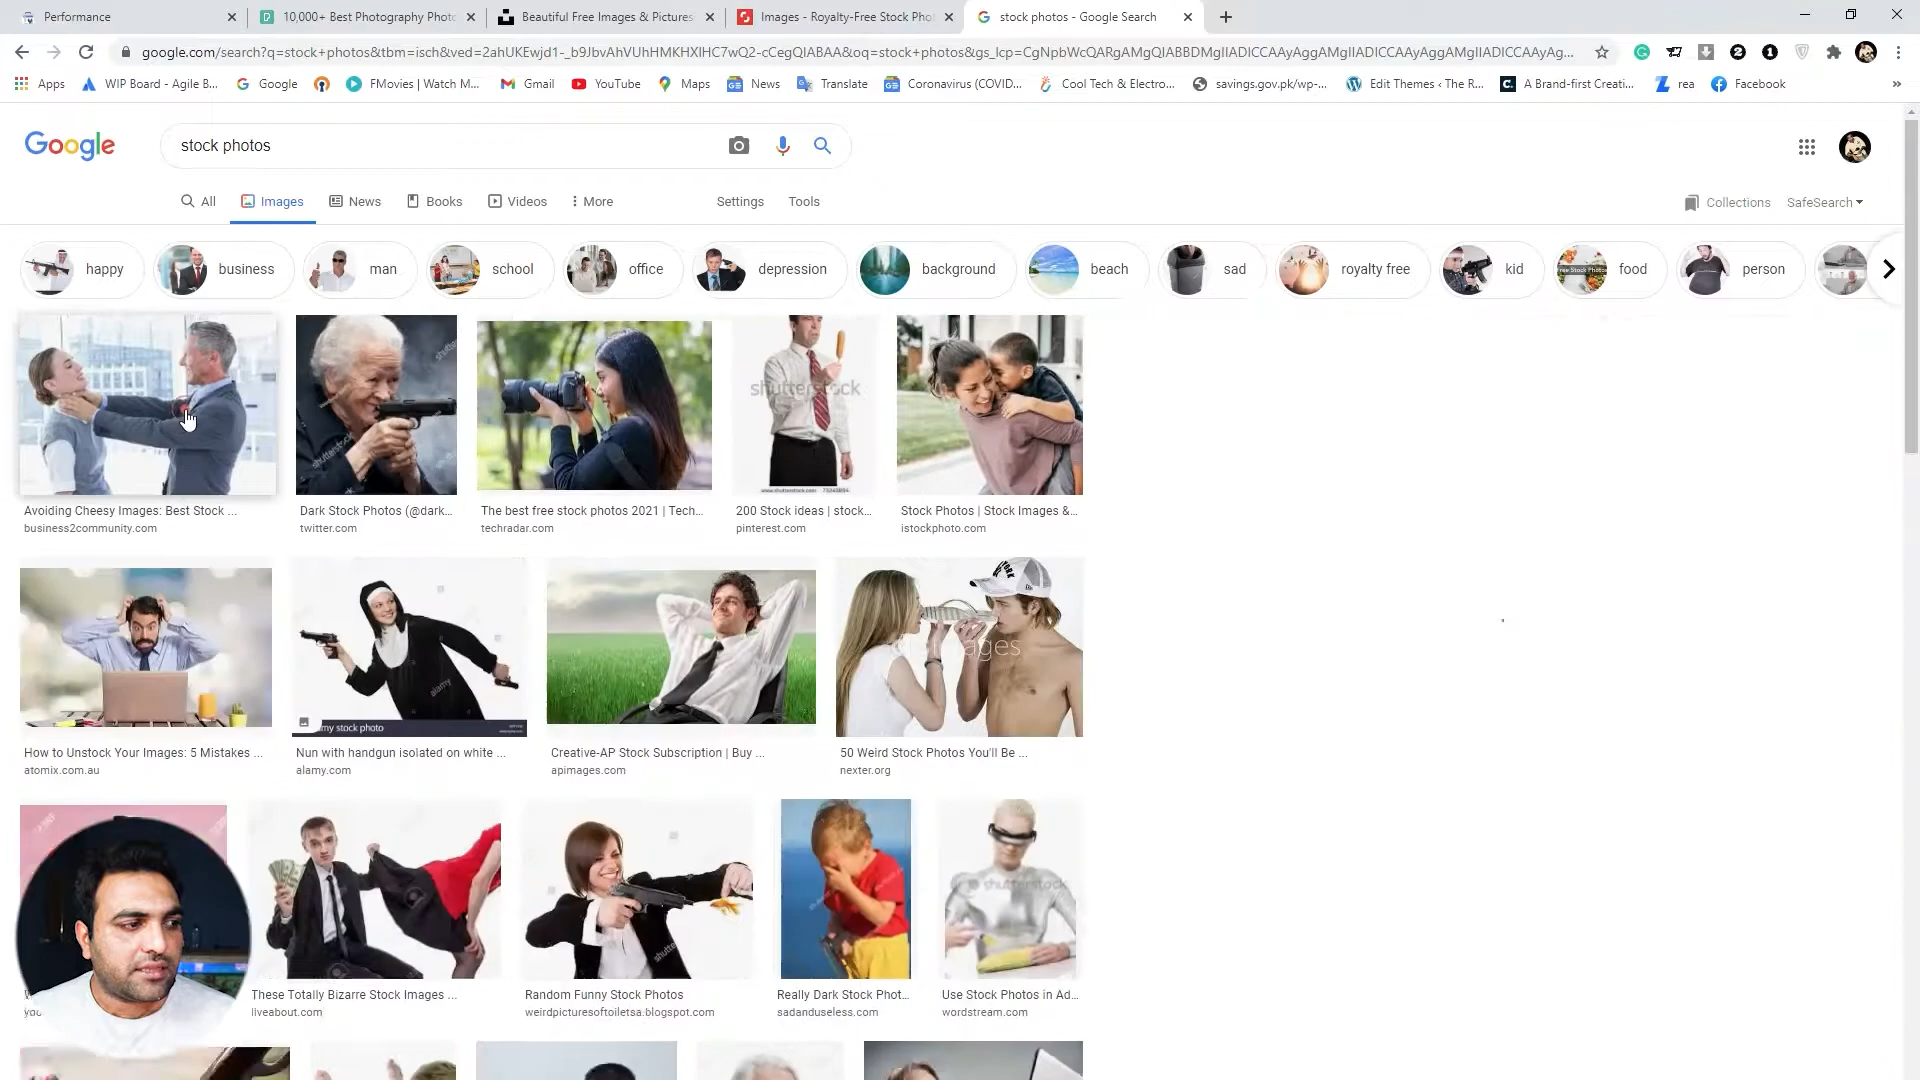 Performance
10,000+ Best Photography Photo
Beautiful Free Images & Pictures
Images - Royalty-Free Stock Pho
stock photos - Google Search
google.com/search?q=stock+photos&tbm=isch&ved=2ahUKEwjd1-_b9JbvAhVUhHMKHXIHC7wQ2-cCegQIABAA&oq=stock+photos&gs_lcp=CgNpbWcQARgAMgQIABBDMgIIADICCAAyAggAMgIIADICCAAyAggAMgIIADICCAAyAg...
Apps
WIP Board - Agile B...
Google
FMovies | Watch M...
Gmail
YouTube
Maps
News
Translate
Coronavirus (COVID...
Cool Tech & Electro...
savings.gov.pk/wp-...
Edit Themes ‹ The R...
A Brand-first Creati...
rea
Facebook
Google
stock photos
All
Images
News
Books
Videos
More
Settings
Tools
Collections
SafeSearch
happy
business
man
school
office
depression
background
beach
sad
royalty free
kid
food
person
shutterstock
Avoiding Cheesy Images: Best Stock ...
business2community.com
Dark Stock Photos (@dark...
twitter.com
The best free stock photos 2021 | Tech...
techradar.com
200 Stock ideas | stock...
pinterest.com
Stock Photos | Stock Images &...
istockphoto.com
alamy
my stock photo
How to Unstock Your Images: 5 Mistakes ...
atomix.com.au
Nun with handgun isolated on white ...
alamy.com
Creative-AP Stock Subscription | Buy ...
apimages.com
50 Weird Stock Photos You'll Be ...
nexter.org
shutterstock
These Totally Bizarre Stock Images ...
liveabout.com
Random Funny Stock Photos
weirdpicturesoftoiletsa.blogspot.com
Really Dark Stock Phot...
sadanduseless.com
Use Stock Photos in Ad...
wordstream.com